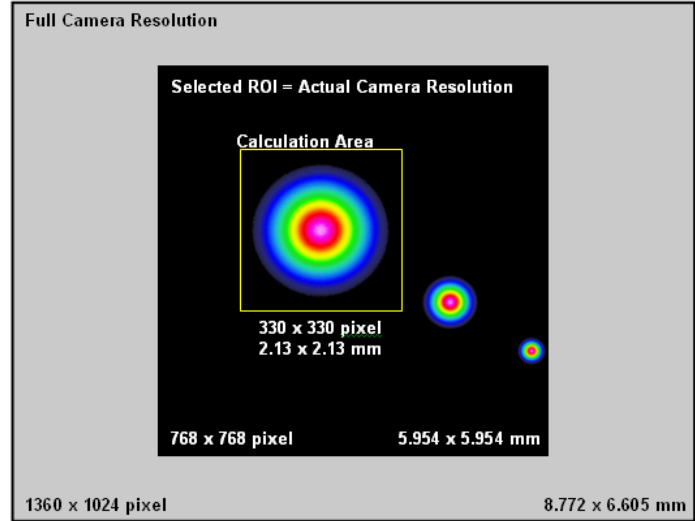 Full Camera Resolution
Selected ROI = Actual Camera Resolution
Calculation Area
330 x 330 pixel
2.13 x 2.13 mm
768 x 768 pixel
5.954 x 5.954 mm
1360 x 1024 pixel
8.772 x 6.605 mm